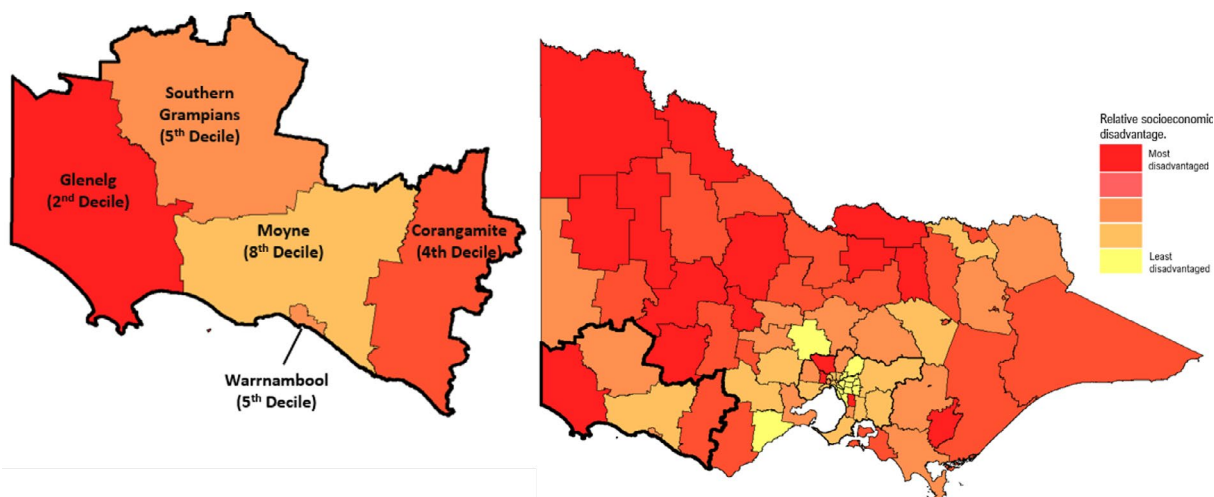 Southern
Grampians
(5th Decile)
Glenelg
(2nd Decile)
Moyne
(8th Decile)
Corangamite
(4th Decile)
Warrnambool
(5th Decile)
Relative socioeconomic
disadvantage.
Most
disadvantaged
Least
disadvantaged